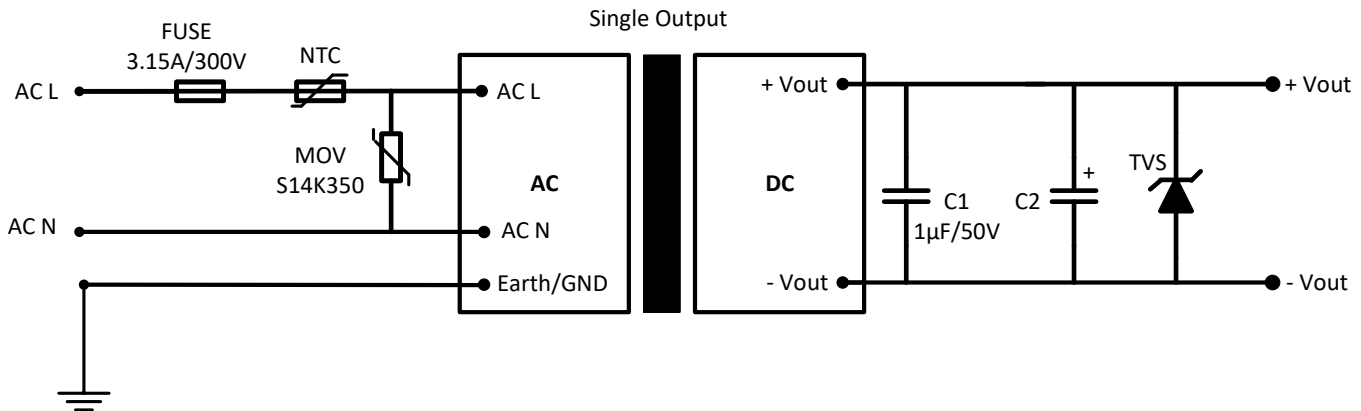 Single Output
FUSE
3.15A/300V
NTC
AC L
AC L
+ Vout
+ Vout
MOV
S14K350
AC
DC
TVS
+
C1
1µF/50V
C2
AC N
AC N
Earth/GND
- Vout
- Vout